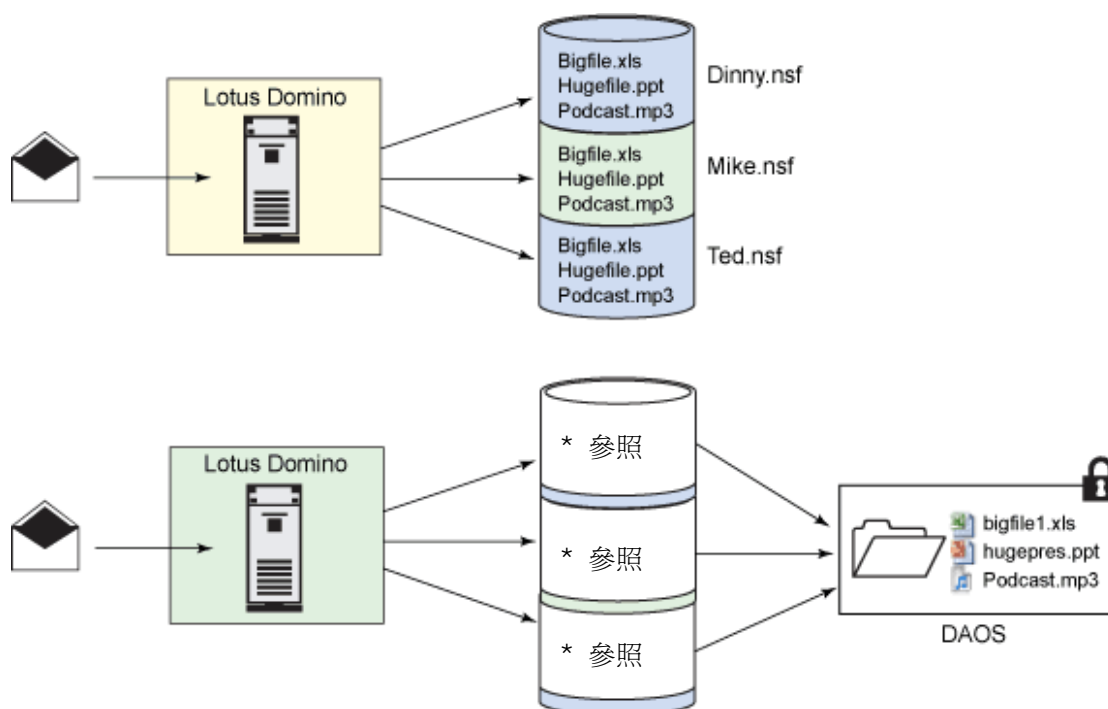 Lotus Domino
Bigfile.xls
Hugefile.ppt
Podcast.mp3
Dinny.nsf
Bigfile.xls
Hugefile.ppt
Podcast.mp3
Mike.nsf
Bigfile.xls
Hugefile.ppt
Podcast.mp3
Ted.nsf
Lotus Domino
* 參照
* 參照
* 參照
bigfile1.xls
hugepres.ppt
Podcast.mp3
DAOS